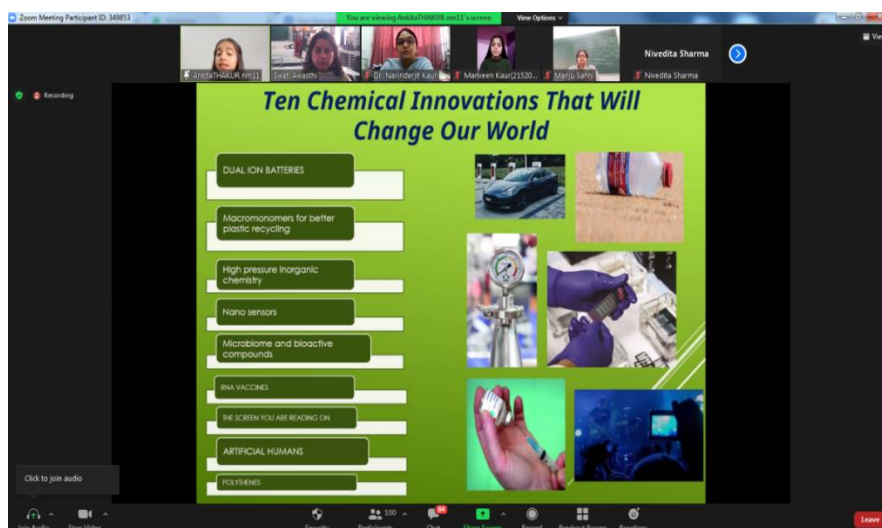 Zoom Meeting Participant ID: 349853
You are viewing AnkitaTHAKUR nm11's screen
View Options
View
AnkitaTHAKUR nm11
Swati Awasthi
Dr. Narinderjit Kaur
Manveen Kaur(21520...
Manju Sahni
Nivedita Sharma
Nivedita Sharma
Recording
Ten Chemical Innovations That Will
Change Our World
DUAL ION BATTERIES
Macromonomers for better
plastic recycling
High pressure inorganic
chemistry
Nano sensors
Microbiome and bioactive
compounds
RNA VACCINES
THE SCREEN YOU ARE READING ON
ARTIFICIAL HUMANS
POLYTHENES
Click to join audio
100
84
Join Audio
Stop Video
Security
Participants
Chat
Share Screen
Record
Breakout Rooms
Reactions
Leave